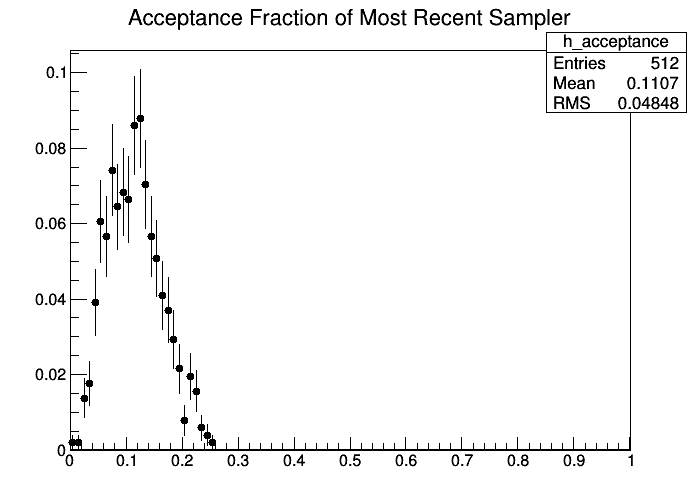 Acceptance Fraction of Most Recent Sampler
h_acceptance
Entries 512
Mean 0.1107
RMS 0.04848
0.1
0.08
0.06
0.04
0.02
0
0 0.1 0.2 0.3 0.4 0.5 0.6 0.7 0.8 0.9 1